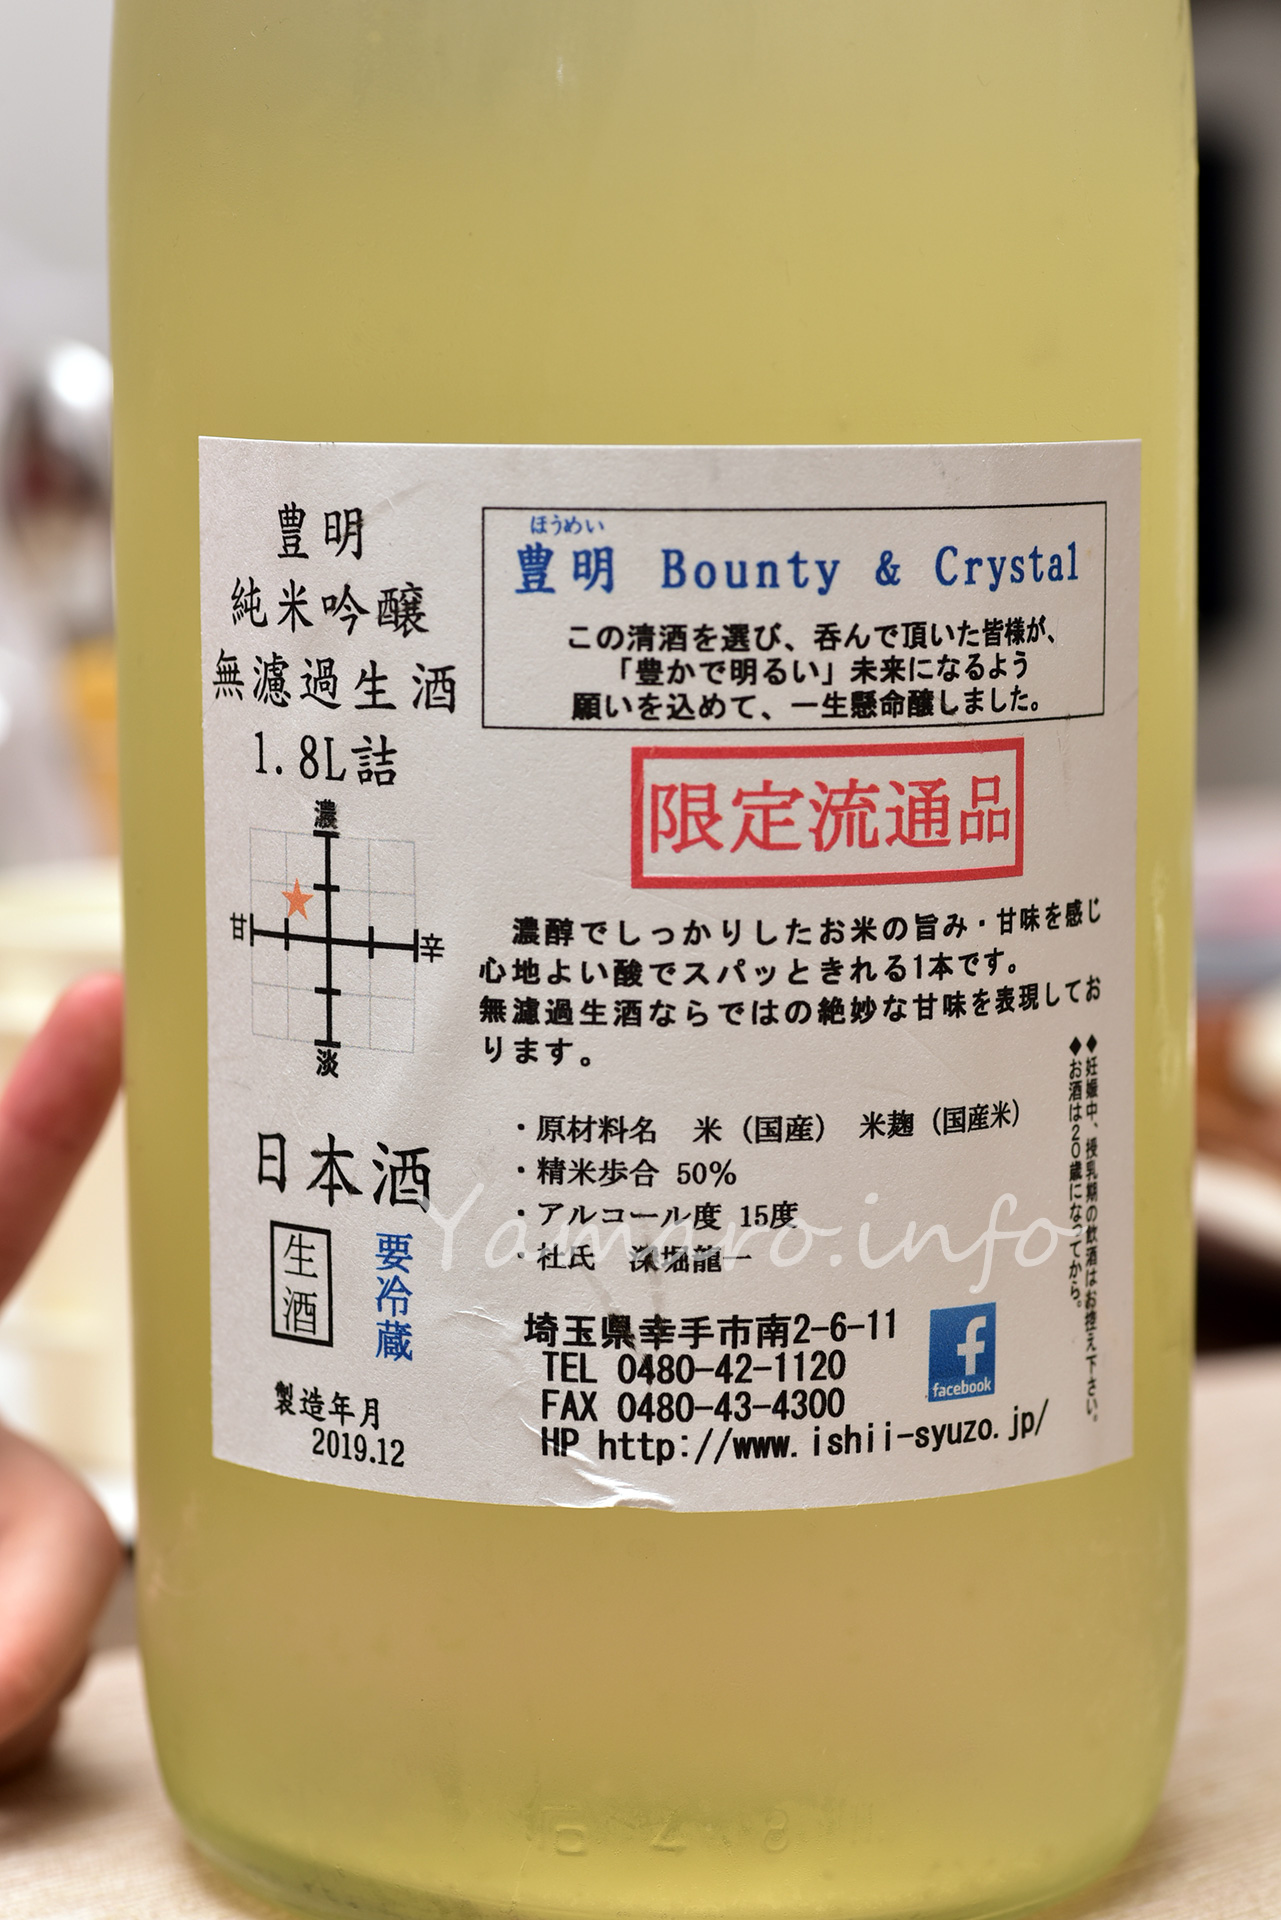 豊明
純米吟醸
無濾過生酒
1.8L詰
濃
甘
辛
淡
日本酒
生酒
要冷蔵
製造年月
2019.12
ほうめい
豊明 Bounty & Crystal
この清酒を選び、呑んで頂いた皆様が、
「豊かで明るい」未来になるよう
願いを込めて、一生懸命醸しました。
限定流通品
濃醇でしっかりしたお米の旨み・甘味を感じ
心地よい酸でスパッときれる1本です。
無濾過生酒ならではの絶妙な甘味を表現してお
ります。
・原材料名 米（国産） 米麹（国産米）
・精米歩合 50%
・アルコール度 15度
・杜氏 深堀龍一
埼玉県幸手市南2-6-11
TEL 0480-42-1120
FAX 0480-43-4300
HP http://www.ishii-syuzo.jp/
facebook
◆妊娠中、授乳期の飲酒はお控え下さい。
◆お酒は20歳になってから。
Yamaro.info